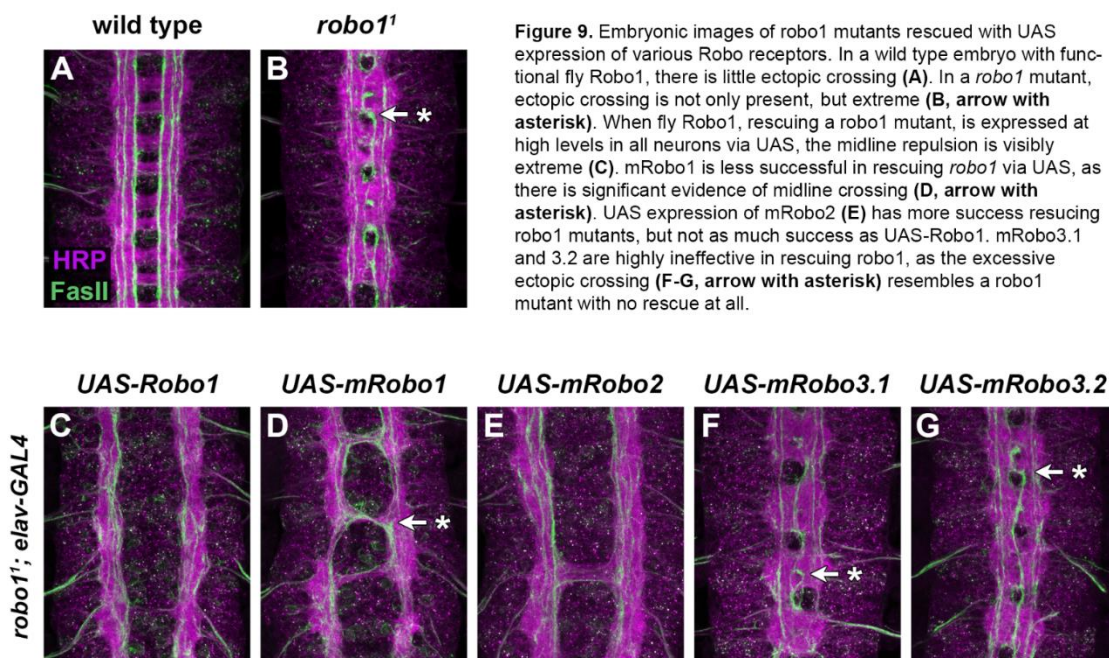 wild type
robo1¹
A
B
*
HRP
FasII
Figure 9. Embryonic images of robo1 mutants rescued with UAS
expression of various Robo receptors. In a wild type embryo with func-
tional fly Robo1, there is little ectopic crossing (A). In a robo1 mutant,
ectopic crossing is not only present, but extreme (B, arrow with
asterisk). When fly Robo1, rescuing a robo1 mutant, is expressed at
high levels in all neurons via UAS, the midline repulsion is visibly
extreme (C). mRobo1 is less successful in rescuing robo1 via UAS, as
there is significant evidence of midline crossing (D, arrow with
asterisk). UAS expression of mRobo2 (E) has more success resucing
robo1 mutants, but not as much success as UAS-Robo1. mRobo3.1
and 3.2 are highly ineffective in rescuing robo1, as the excessive
ectopic crossing (F-G, arrow with asterisk) resembles a robo1
mutant with no rescue at all.
UAS-Robo1
UAS-mRobo1
UAS-mRobo2
UAS-mRobo3.1
UAS-mRobo3.2
robo1¹; elav-GAL4
C
D
*
E
F
*
G
*